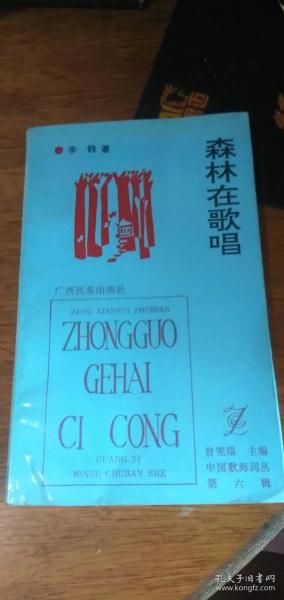 李钧著
森林在歌唱
广西民族出版社
ZENG XIANRUI ZHUBIAN
ZHONGGUO
GEHAI
CI CONG
GUANG XI
MINZU CHUBAN SHE
曾宪瑞 主编
中国歌海词丛
第六辑
孔夫子旧书网